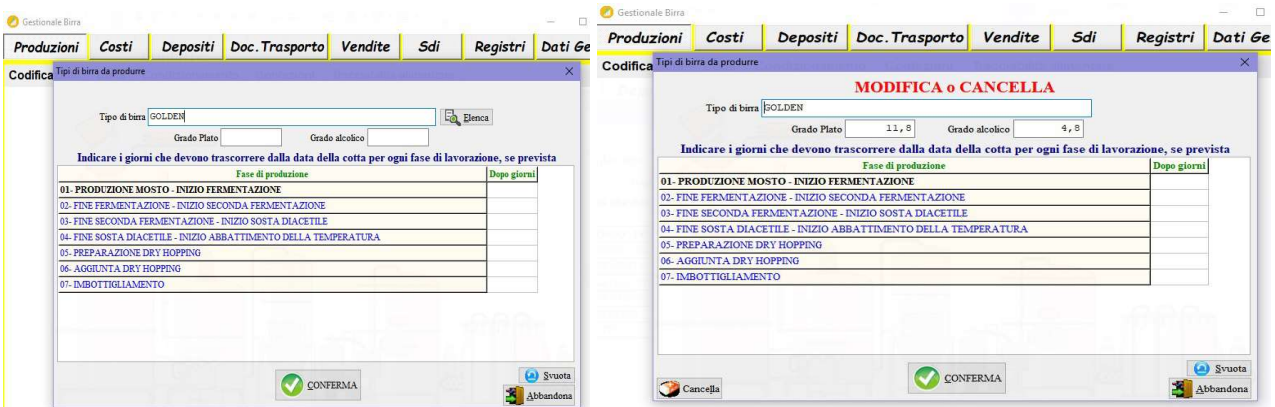 Gestionale Birra
Produzioni Costi Depositi Doc.Trasporto Vendite Sdi Registri Dati Ge
Codifica
Tipi di birra da produrre
Tipo di birra GOLDEN Elenca
Grado Plato Grado alcolico
Indicare i giorni che devono trascorrere dalla data della cotta per ogni fase di lavorazione, se prevista
Fase di produzione Dopo giorni
01- PRODUZIONE MOSTO - INIZIO FERMENTAZIONE
02- FINE FERMENTAZIONE - INIZIO SECONDA FERMENTAZIONE
03- FINE SECONDA FERMENTAZIONE - INIZIO SOSTA DIACETILE
04- FINE SOSTA DIACETILE - INIZIO ABBATTIMENTO DELLA TEMPERATURA
05- PREPARAZIONE DRY HOPPING
06- AGGIUNTA DRY HOPPING
07- IMBOTTIGLIAMENTO
CONFERMA
Svuota
Abbandona
Gestionale Birra
Produzioni Costi Depositi Doc.Trasporto Vendite Sdi Registri Dati Ge
Codifica
Tipi di birra da produrre
MODIFICA o CANCELLA
Tipo di birra GOLDEN
Grado Plato 11,8 Grado alcolico 4,8
Indicare i giorni che devono trascorrere dalla data della cotta per ogni fase di lavorazione, se prevista
Fase di produzione Dopo giorni
01- PRODUZIONE MOSTO - INIZIO FERMENTAZIONE
02- FINE FERMENTAZIONE - INIZIO SECONDA FERMENTAZIONE
03- FINE SECONDA FERMENTAZIONE - INIZIO SOSTA DIACETILE
04- FINE SOSTA DIACETILE - INIZIO ABBATTIMENTO DELLA TEMPERATURA
05- PREPARAZIONE DRY HOPPING
06- AGGIUNTA DRY HOPPING
07- IMBOTTIGLIAMENTO
Cancella
CONFERMA
Svuota
Abbandona